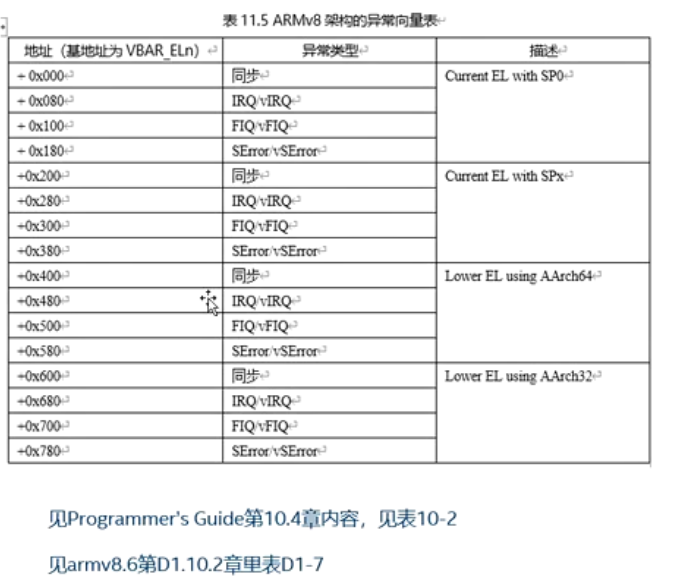 表 11.5 ARMv8 架构的异常向量表
地址（基地址为 VBAR_ELn） 异常类型 描述
+ 0x000 同步 Current EL with SP0
+ 0x080 IRQ/vIRQ
+ 0x100 FIQ/vFIQ
+ 0x180 SError/vSError
+0x200 同步 Current EL with SPx
+0x280 IRQ/vIRQ
+0x300 FIQ/vFIQ
+0x380 SError/vSError
+0x400 同步 Lower EL using AArch64
+0x480 IRQ/vIRQ
+0x500 FIQ/vFIQ
+0x580 SError/vSError
+0x600 同步 Lower EL using AArch32
+0x680 IRQ/vIRQ
+0x700 FIQ/vFIQ
+0x780 SError/vSError
见Programmer's Guide第10.4章内容，见表10-2
见armv8.6第D1.10.2章里表D1-7